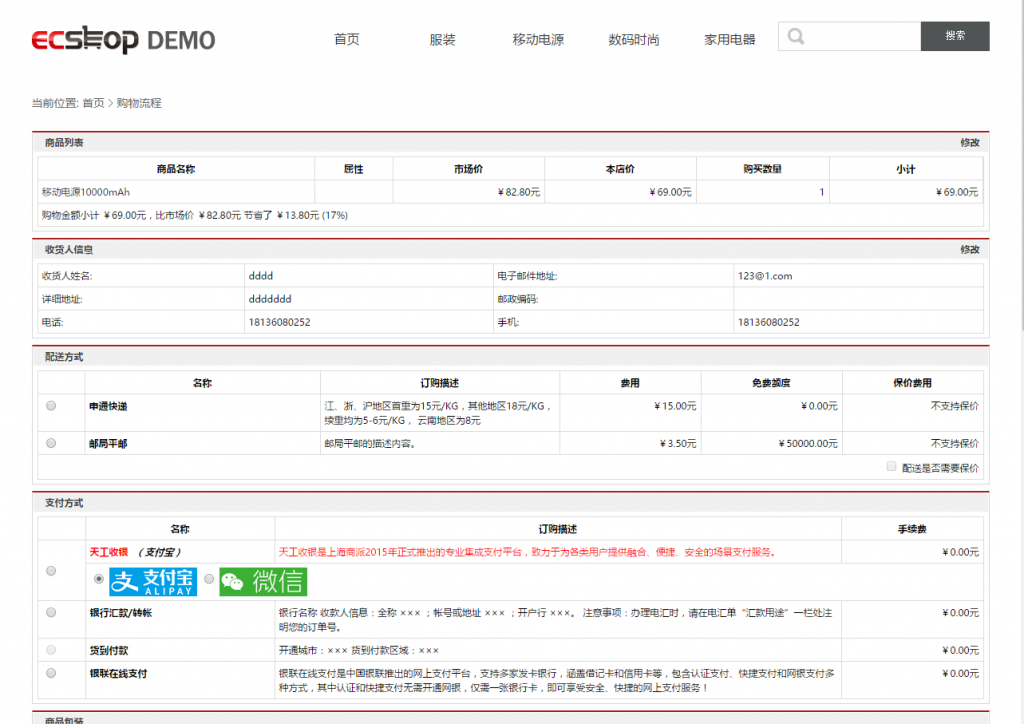 ECSHOP DEMO 首页 服装 移动电源 数码时尚 家用电器 搜索
当前位置: 首页 > 购物流程
商品列表 修改
商品名称 属性 市场价 本店价 购买数量 小计
移动电源10000mAh ￥82.80元 ￥69.00元 1 ￥69.00元
购物金额小计 ￥69.00元，比市场价 ￥82.80元 节省了 ￥13.80元 (17%)
收货人信息 修改
收货人姓名: dddd 电子邮件地址: 123@1.com
详细地址: ddddddd 邮政编码:
电话: 18136080252 手机: 18136080252
配送方式
名称 订购描述 费用 免费额度 保价费用
申通快递 江、浙、沪地区首重为15元/KG，其他地区18元/KG， ￥15.00元 ￥0.00元 不支持保价
续重均为5-6元/KG， 云南地区为8元
邮局平邮 邮局平邮的描述内容。 ￥3.50元 ￥50000.00元 不支持保价
配送是否需要保价
支付方式
名称 订购描述 手续费
天工收银 （支付宝） 天工收银是上海商派2015年正式推出的专业集成支付平台，致力于为各类用户提供融合、便捷、安全的场景支付服务。 ￥0.00元
支 支付宝 ALIPAY 微信
银行汇款/转帐 银行名称 收款人信息：全称 ××× ；帐号或地址 ××× ；开户行 ×××。 注意事项：办理电汇时，请在电汇单“汇款用途”一栏处注 ￥0.00元
明您的订单号。
货到付款 开通城市：××× 货到付款区域：××× ￥0.00元
银联在线支付 银联在线支付是中国银联推出的网上支付平台，支持多家发卡银行，涵盖借记卡和信用卡等，包含认证支付、快捷支付和网银支付多 ￥0.00元
种方式，其中认证和快捷支付无需开通网银，仅需一张银行卡，即可享受安全、快捷的网上支付服务！
商品包装